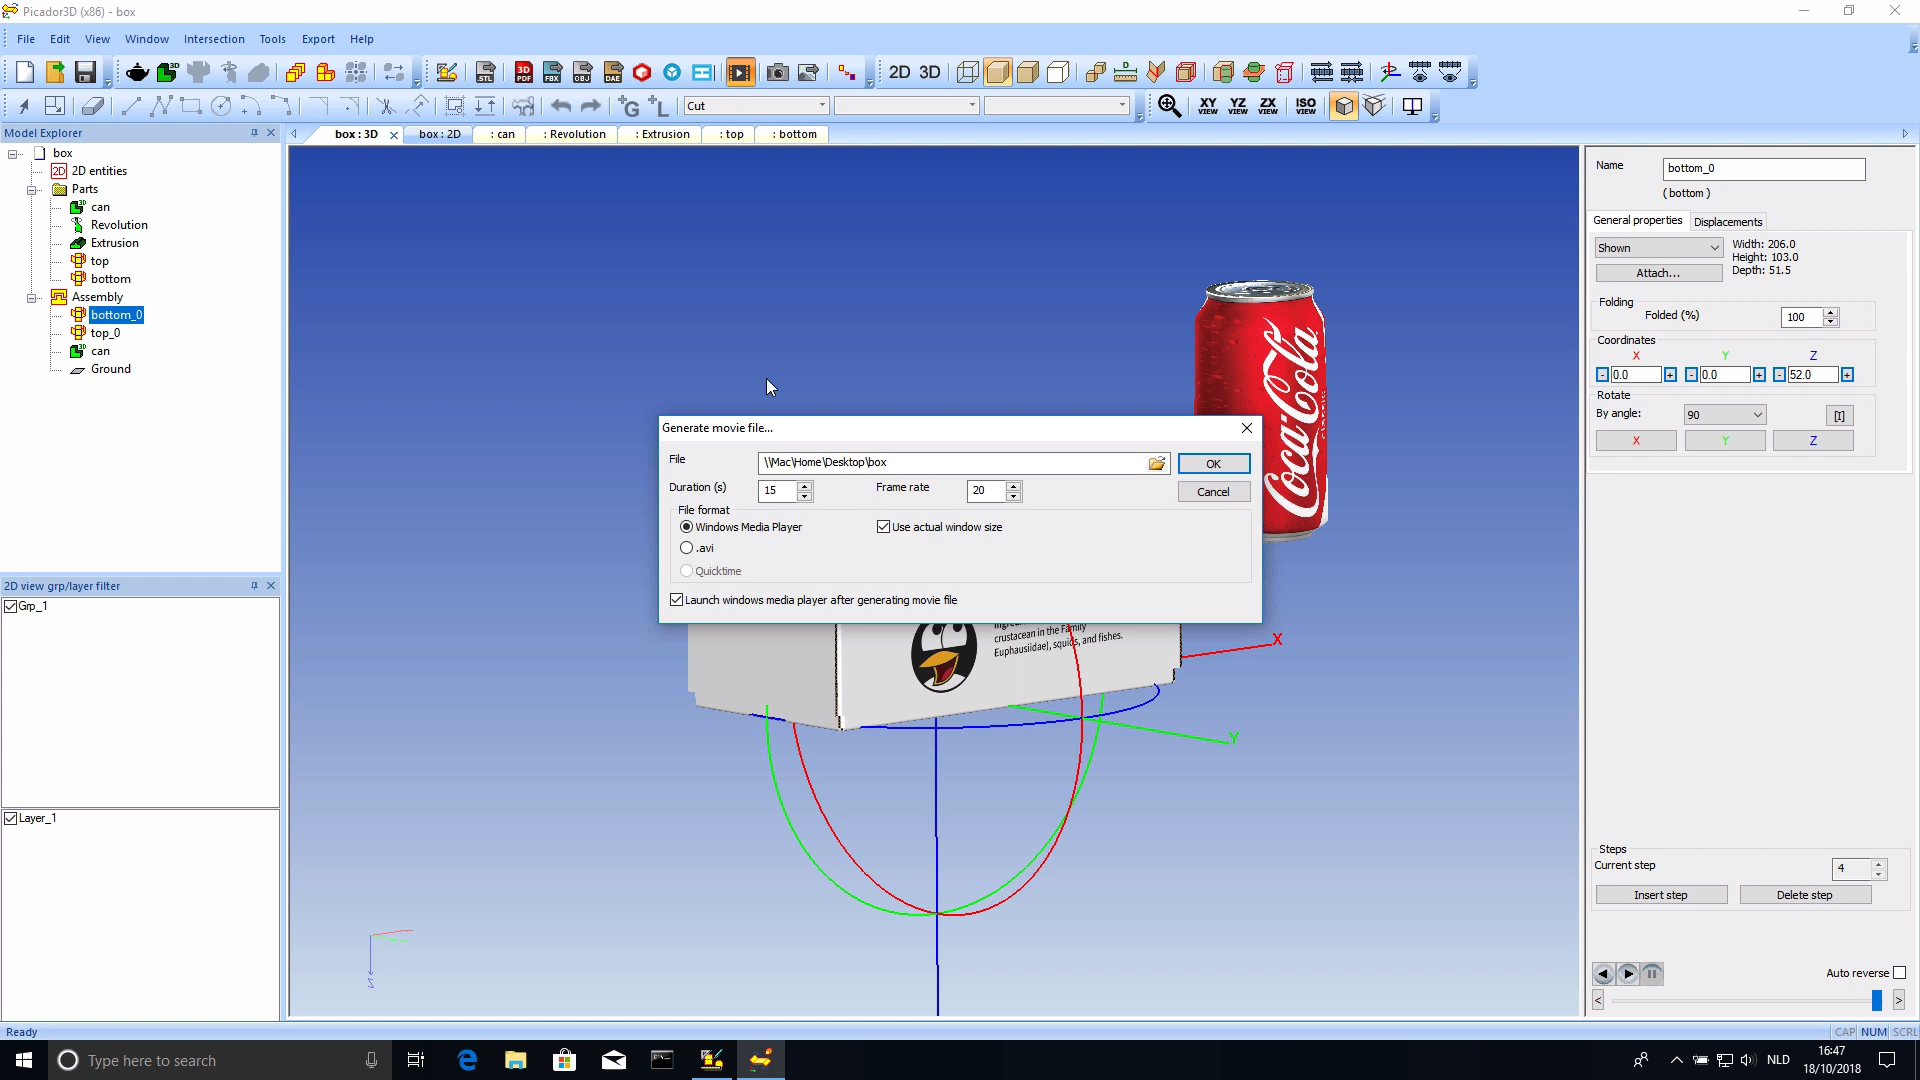 Picador3D (x86) - box
File Edit View Window Intersection Tools Export Help
.STL 3D PDF FBX OBJ DAE 2D 3D D
G L Cut XY VIEW YZ VIEW ZX VIEW ISO VIEW
Model Explorer
box : 3D box : 2D : can : Revolution : Extrusion : top : bottom
box
2D 2D entities
Parts
can
Revolution
Extrusion
top
bottom
Assembly
bottom_0
top_0
can
Ground
2D view grp/layer filter
Grp_1
Layer_1
Coca-Cola
classic
Generate movie file...
File \\Mac\Home\Desktop\box OK
Duration (s) 15 Frame rate 20 Cancel
File format
Windows Media Player Use actual window size
.avi
Quicktime
Launch windows media player after generating movie file
crustacean in the Family
Euphausiidae), squids, and fishes.
X
Y
Z
Name bottom_0
( bottom )
General properties Displacements
Shown Width: 206.0
Height: 103.0
Attach... Depth: 51.5
Folding
Folded (%) 100
Coordinates
X Y Z
- 0.0 + - 0.0 + - 52.0 +
Rotate
By angle: 90 [I]
X Y Z
Steps
Current step 4
Insert step Delete step
Auto reverse
< >
Ready CAP NUM SCRL
Type here to search NLD 16:47
18/10/2018